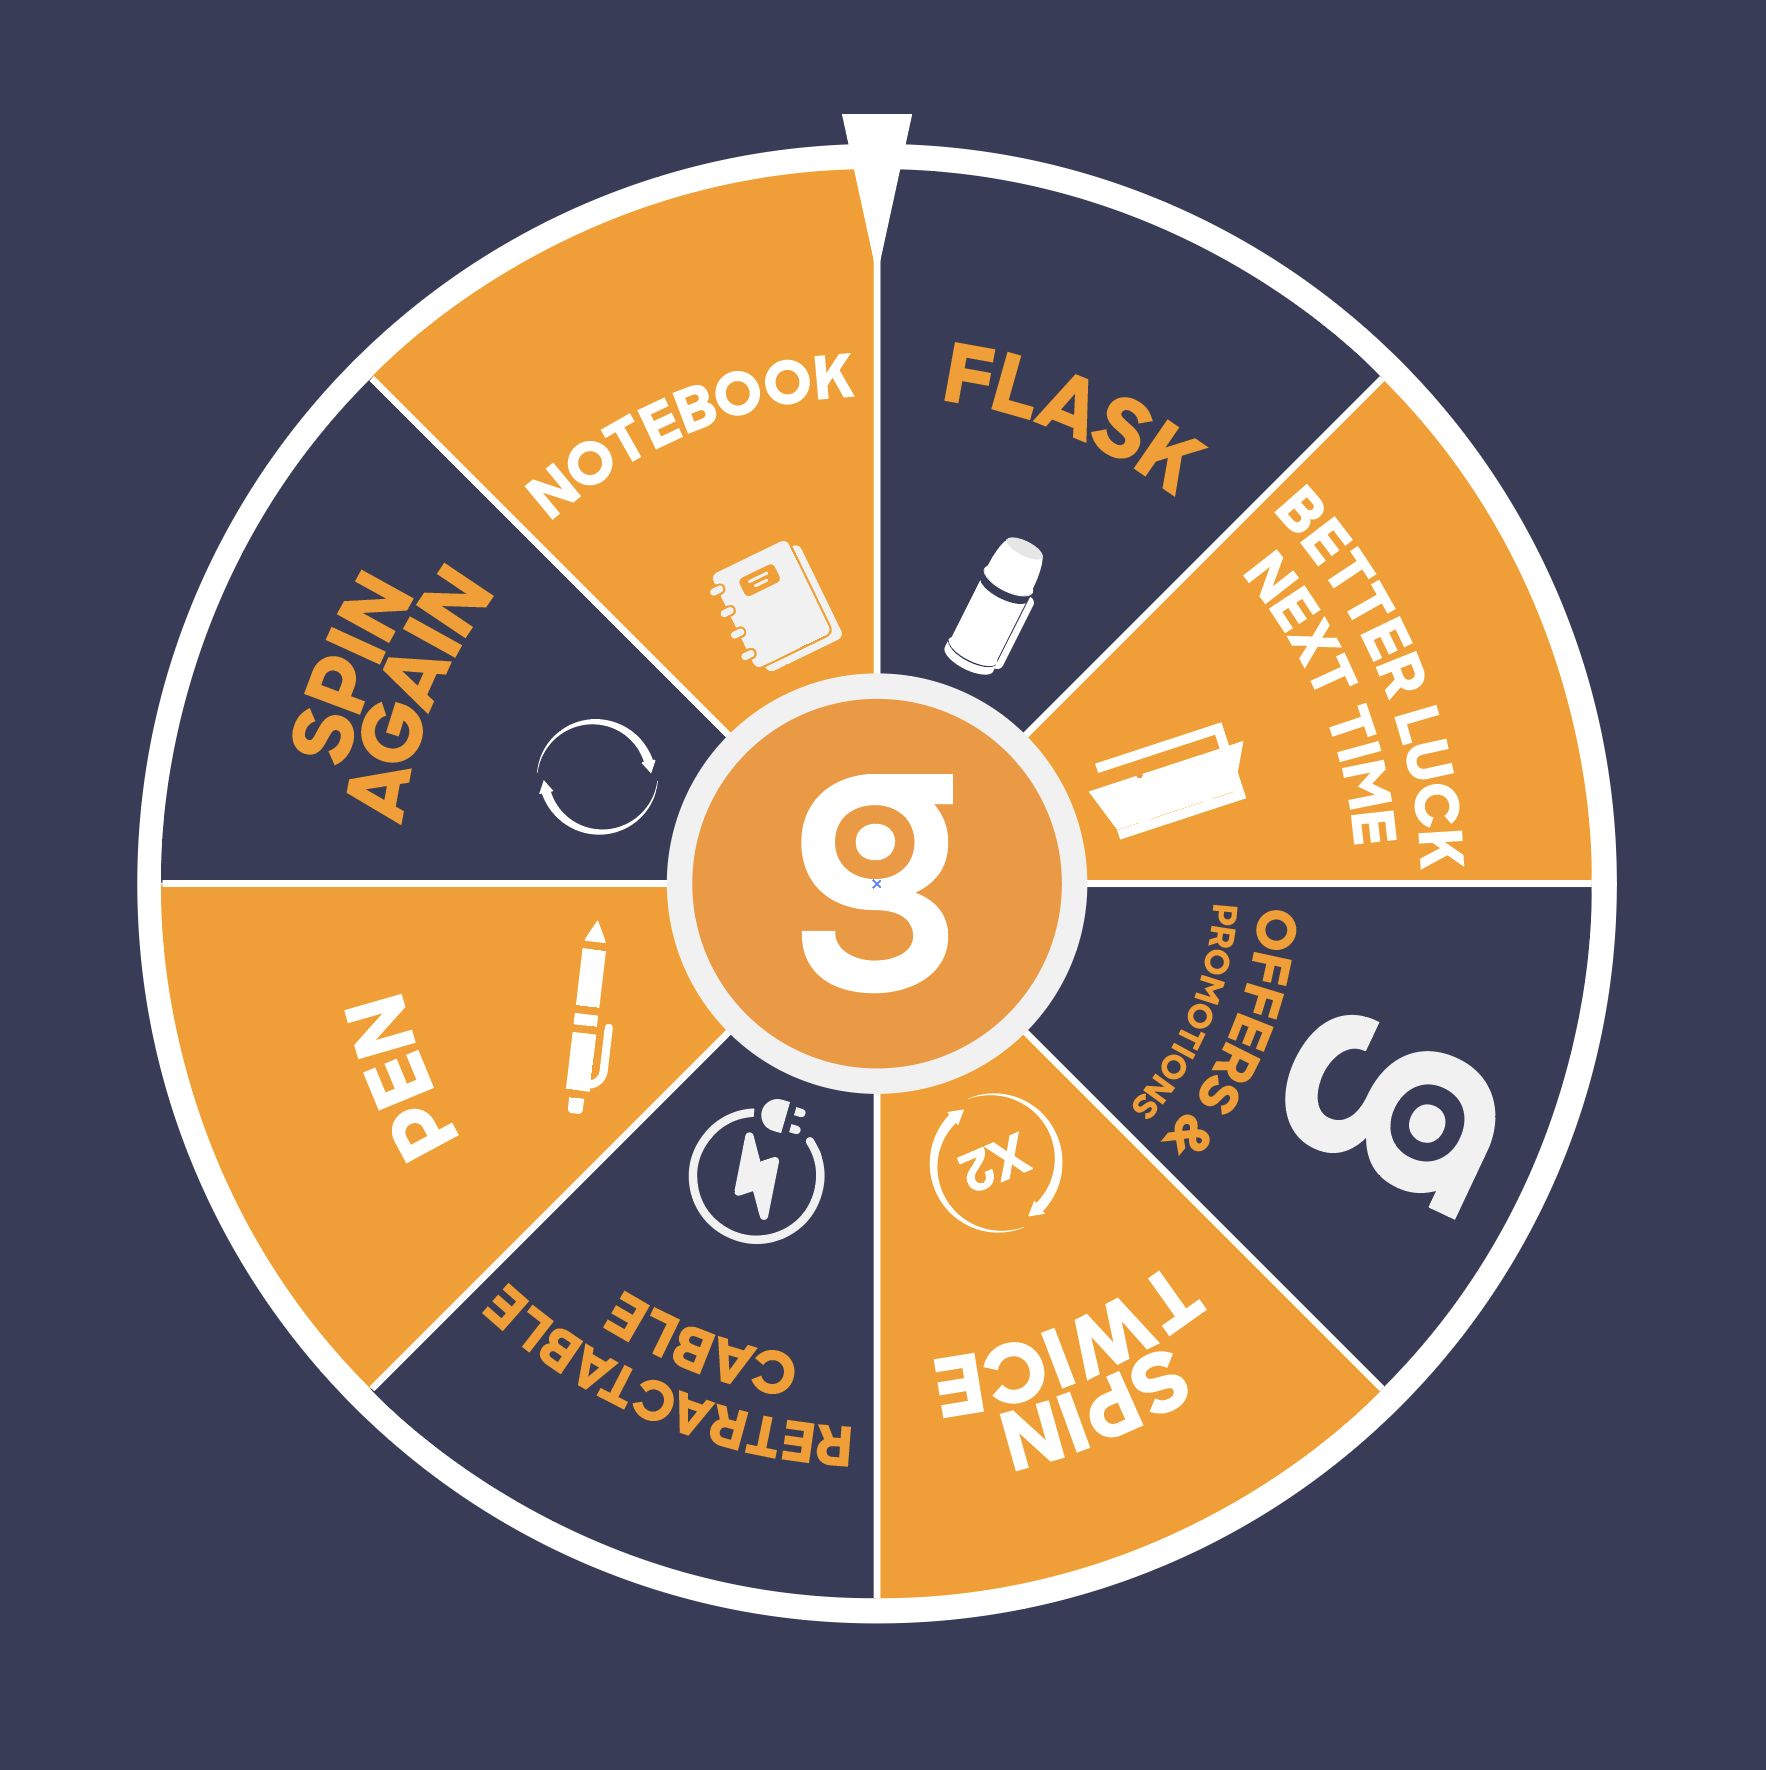 FLASK
BETTER LUCK
NEXT TIME
OFFERS &
PROMOTIONS
g
SPIN
TWICE
X2
RETRACTABLE
CABLE
PEN
SPIN
AGAIN
NOTEBOOK
g